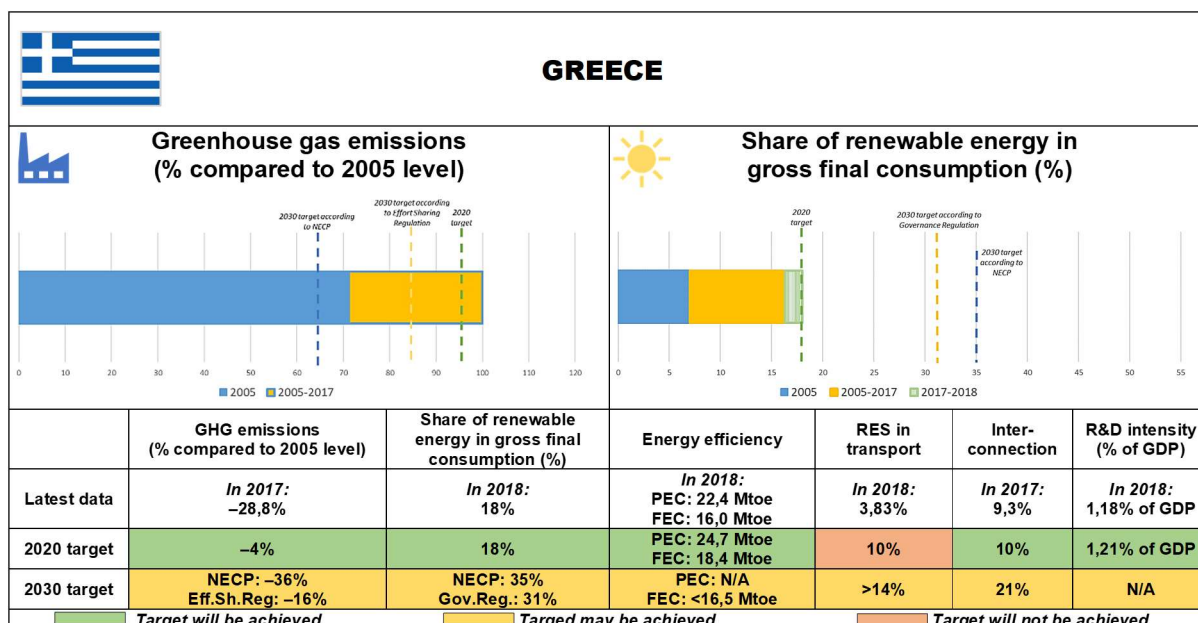 GREECE
Greenhouse gas emissions
(% compared to 2005 level)
2030 target according
to NECP
2030 target according
to Effort Sharing
Regulation
2020
target
0 10 20 30 40 50 60 70 80 90 100 110 120
2005 2005-2017
Share of renewable energy in
gross final consumption (%)
2020
target
2030 target according to
Governance Regulation
2030 target
according to
NECP
0 5 10 15 20 25 30 35 40 45 50 55
2005 2005-2017 2017-2018
GHG emissions
(% compared to 2005 level)
Share of renewable
energy in gross final
consumption (%)
Energy efficiency
RES in
transport
Inter-
connection
R&D intensity
(% of GDP)
Latest data
In 2017:
–28,8%
In 2018:
18%
In 2018:
PEC: 22,4 Mtoe
FEC: 16,0 Mtoe
In 2018:
3,83%
In 2017:
9,3%
In 2018:
1,18% of GDP
2020 target
–4%
18%
PEC: 24,7 Mtoe
FEC: 18,4 Mtoe
10%
10%
1,21% of GDP
2030 target
NECP: –36%
Eff.Sh.Reg: –16%
NECP: 35%
Gov.Reg.: 31%
PEC: N/A
FEC: <16,5 Mtoe
>14%
21%
N/A
Target will be achieved
Targed may be achieved
Target will not be achieved